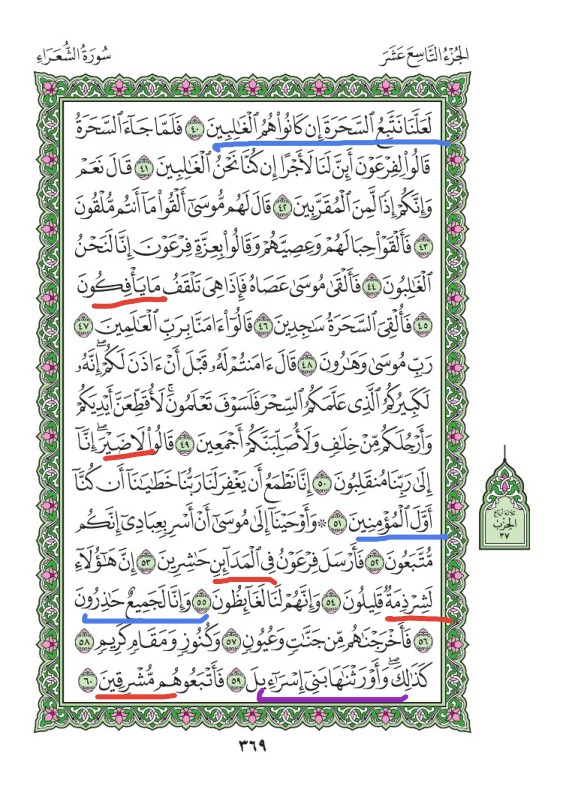 الجُزْءُ التَّاسِعَ عَشَرَ
سُورَةُ الشُّعَرَاءِ
لَعَلَّنَا نَتَّبِعُ ٱلسَّحَرَةَ إِن كَانُوا۟ هُمُ ٱلْغَٰلِبِينَ ٤٠ فَلَمَّا جَآءَ ٱلسَّحَرَةُ
قَالُوا۟ لِفِرْعَوْنَ أَئِنَّ لَنَا لَأَجْرًا إِن كُنَّا نَحْنُ ٱلْغَٰلِبِينَ ٤١ قَالَ نَعَمْ
وَإِنَّكُمْ إِذًا لَّمِنَ ٱلْمُقَرَّبِينَ ٤٢ قَالَ لَهُم مُّوسَىٰٓ أَلْقُوا۟ مَآ أَنتُم مُّلْقُونَ
٤٣ فَأَلْقَوْا۟ حِبَالَهُمْ وَعِصِيَّهُمْ وَقَالُوا۟ بِعِزَّةِ فِرْعَوْنَ إِنَّا لَنَحْنُ
ٱلْغَٰلِبُونَ ٤٤ فَأَلْقَىٰ مُوسَىٰ عَصَاهُ فَإِذَا هِىَ تَلْقَفُ مَا يَأْفِكُونَ
٤٥ فَأُلْقِىَ ٱلسَّحَرَةُ سَٰجِدِينَ ٤٦ قَالُوٓا۟ ءَامَنَّا بِرَبِّ ٱلْعَٰلَمِينَ ٤٧
رَبِّ مُوسَىٰ وَهَٰرُونَ ٤٨ قَالَ ءَامَنتُمْ لَهُۥ قَبْلَ أَنْ ءَاذَنَ لَكُمْ ۖ إِنَّهُۥ
لَكَبِيرُكُمُ ٱلَّذِى عَلَّمَكُمُ ٱلسِّحْرَ فَلَسَوْفَ تَعْلَمُونَ ۚ لَأُقَطِّعَنَّ أَيْدِيَكُمْ
وَأَرْجُلَكُم مِّنْ خِلَٰفٍ وَلَأُصَلِّبَنَّكُمْ أَجْمَعِينَ ٤٩ قَالُوا۟ لَا ضَيْرَ ۖ إِنَّآ
إِلَىٰ رَبِّنَا مُنقَلِبُونَ ٥٠ إِنَّا نَطْمَعُ أَن يَغْفِرَ لَنَا رَبُّنَا خَطَٰيَٰنَآ أَن كُنَّآ
أَوَّلَ ٱلْمُؤْمِنِينَ ٥١ ۞ وَأَوْحَيْنَآ إِلَىٰ مُوسَىٰٓ أَنْ أَسْرِ بِعِبَادِىٓ إِنَّكُم
مُّتَّبَعُونَ ٥٢ فَأَرْسَلَ فِرْعَوْنُ فِى ٱلْمَدَآئِنِ حَٰشِرِينَ ٥٣ إِنَّ هَٰٓؤُلَآءِ
لَشِرْذِمَةٌ قَلِيلُونَ ٥٤ وَإِنَّهُمْ لَنَا لَغَآئِظُونَ ٥٥ وَإِنَّا لَجَمِيعٌ حَٰذِرُونَ
٥٦ فَأَخْرَجْنَٰهُم مِّن جَنَّٰتٍ وَعُيُونٍ ٥٧ وَكُنُوزٍ وَمَقَامٍ كَرِيمٍ ٥٨
كَذَٰلِكَ ۖ وَأَوْرَثْنَٰهَا بَنِىٓ إِسْرَٰٓءِيلَ ٥٩ فَأَتْبَعُوهُم مُّشْرِقِينَ ٦٠
الحِزْب
٣٧
٣٦٩